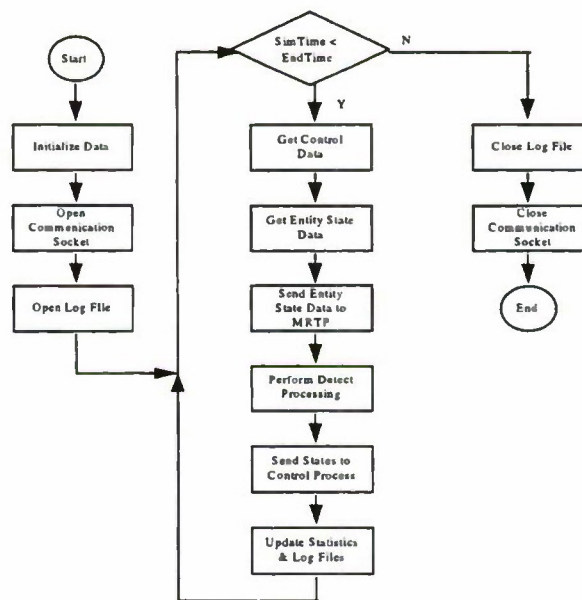 Start
Initialize Data
Open
Commenication
Socket
Open Log File
SimTime <
EndTime
N
Y
Get Control
Data
Get Entity State
Data
Send Entity
State Data to
MRTP
Perform Detect
Processing
Send States to
Control Process
Update Statistics
& Log Files
Close Log File
Close
Communication
Socket
End